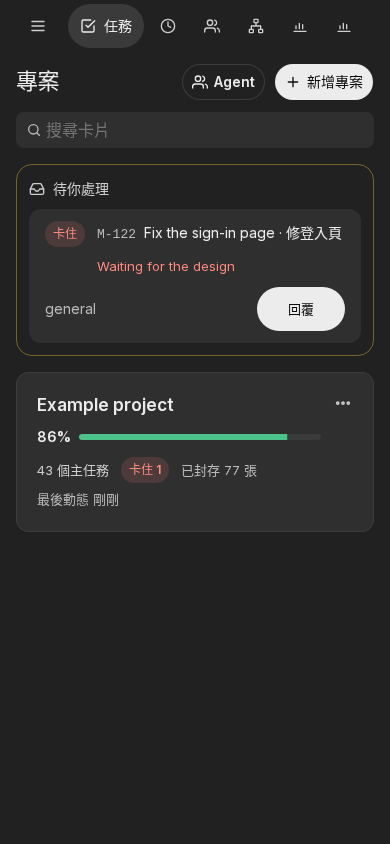 任務
專案
Agent
新增專案
搜尋卡片
待你處理
卡住 M-122 Fix the sign-in page · 修登入頁
Waiting for the design
general
回覆
Example project
86%
43 個主任務 卡住 1 已封存 77 張
最後動態 剛剛